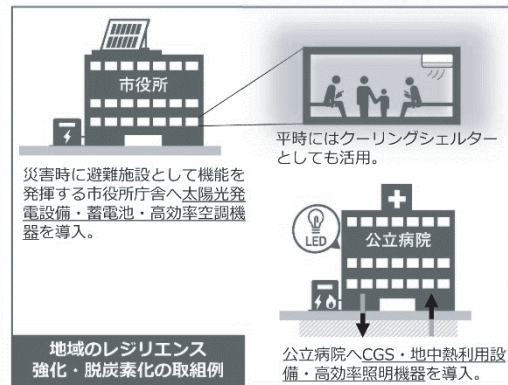 市役所
災害時に避難施設として機能を
発揮する市役所庁舎へ太陽光発
電設備・蓄電池・高効率空調機
器を導入。
平時にはクーリングシェルター
としても活用。
LED
公立病院
公立病院へCGS・地中熱利用設
備・高効率照明機器を導入。
地域のレジリエンス
強化・脱炭素化の取組例